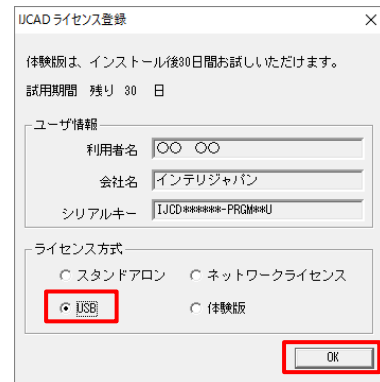 IJCAD ライセンス登録
体験版は、インストール後30日間お試しいただけます。
試用期間 残り 30 日
ユーザ情報
利用者名 〇〇 〇〇
会社名 インテリジャパン
シリアルキー IJCD******-PRGM**U
ライセンス方式
スタンドアロン ネットワークライセンス
USB 体験版
OK